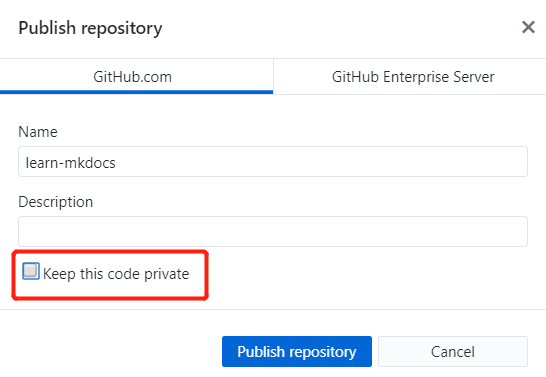 Publish repository
GitHub.com
GitHub Enterprise Server
Name
learn-mkdocs
Description
Keep this code private
Publish repository
Cancel